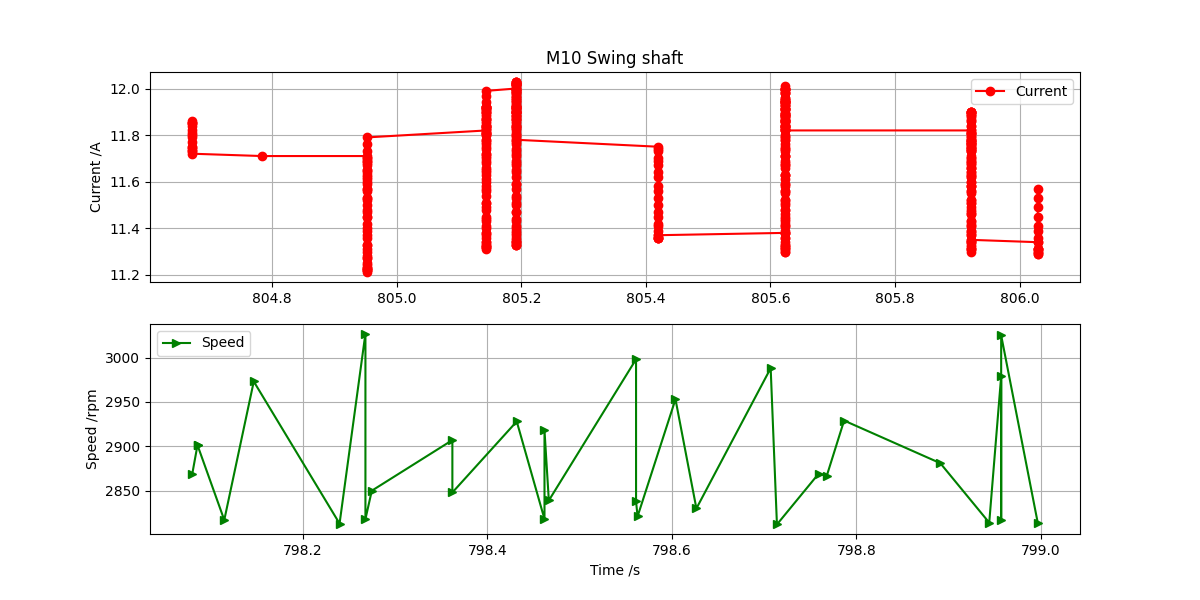 M10 Swing shaft
12.0
11.8
11.6
11.4
11.2
Current /A
Current
804.8 805.0 805.2 805.4 805.6 805.8 806.0
Speed
3000
2950
2900
2850
Speed /rpm
798.2 798.4 798.6 798.8 799.0
Time /s